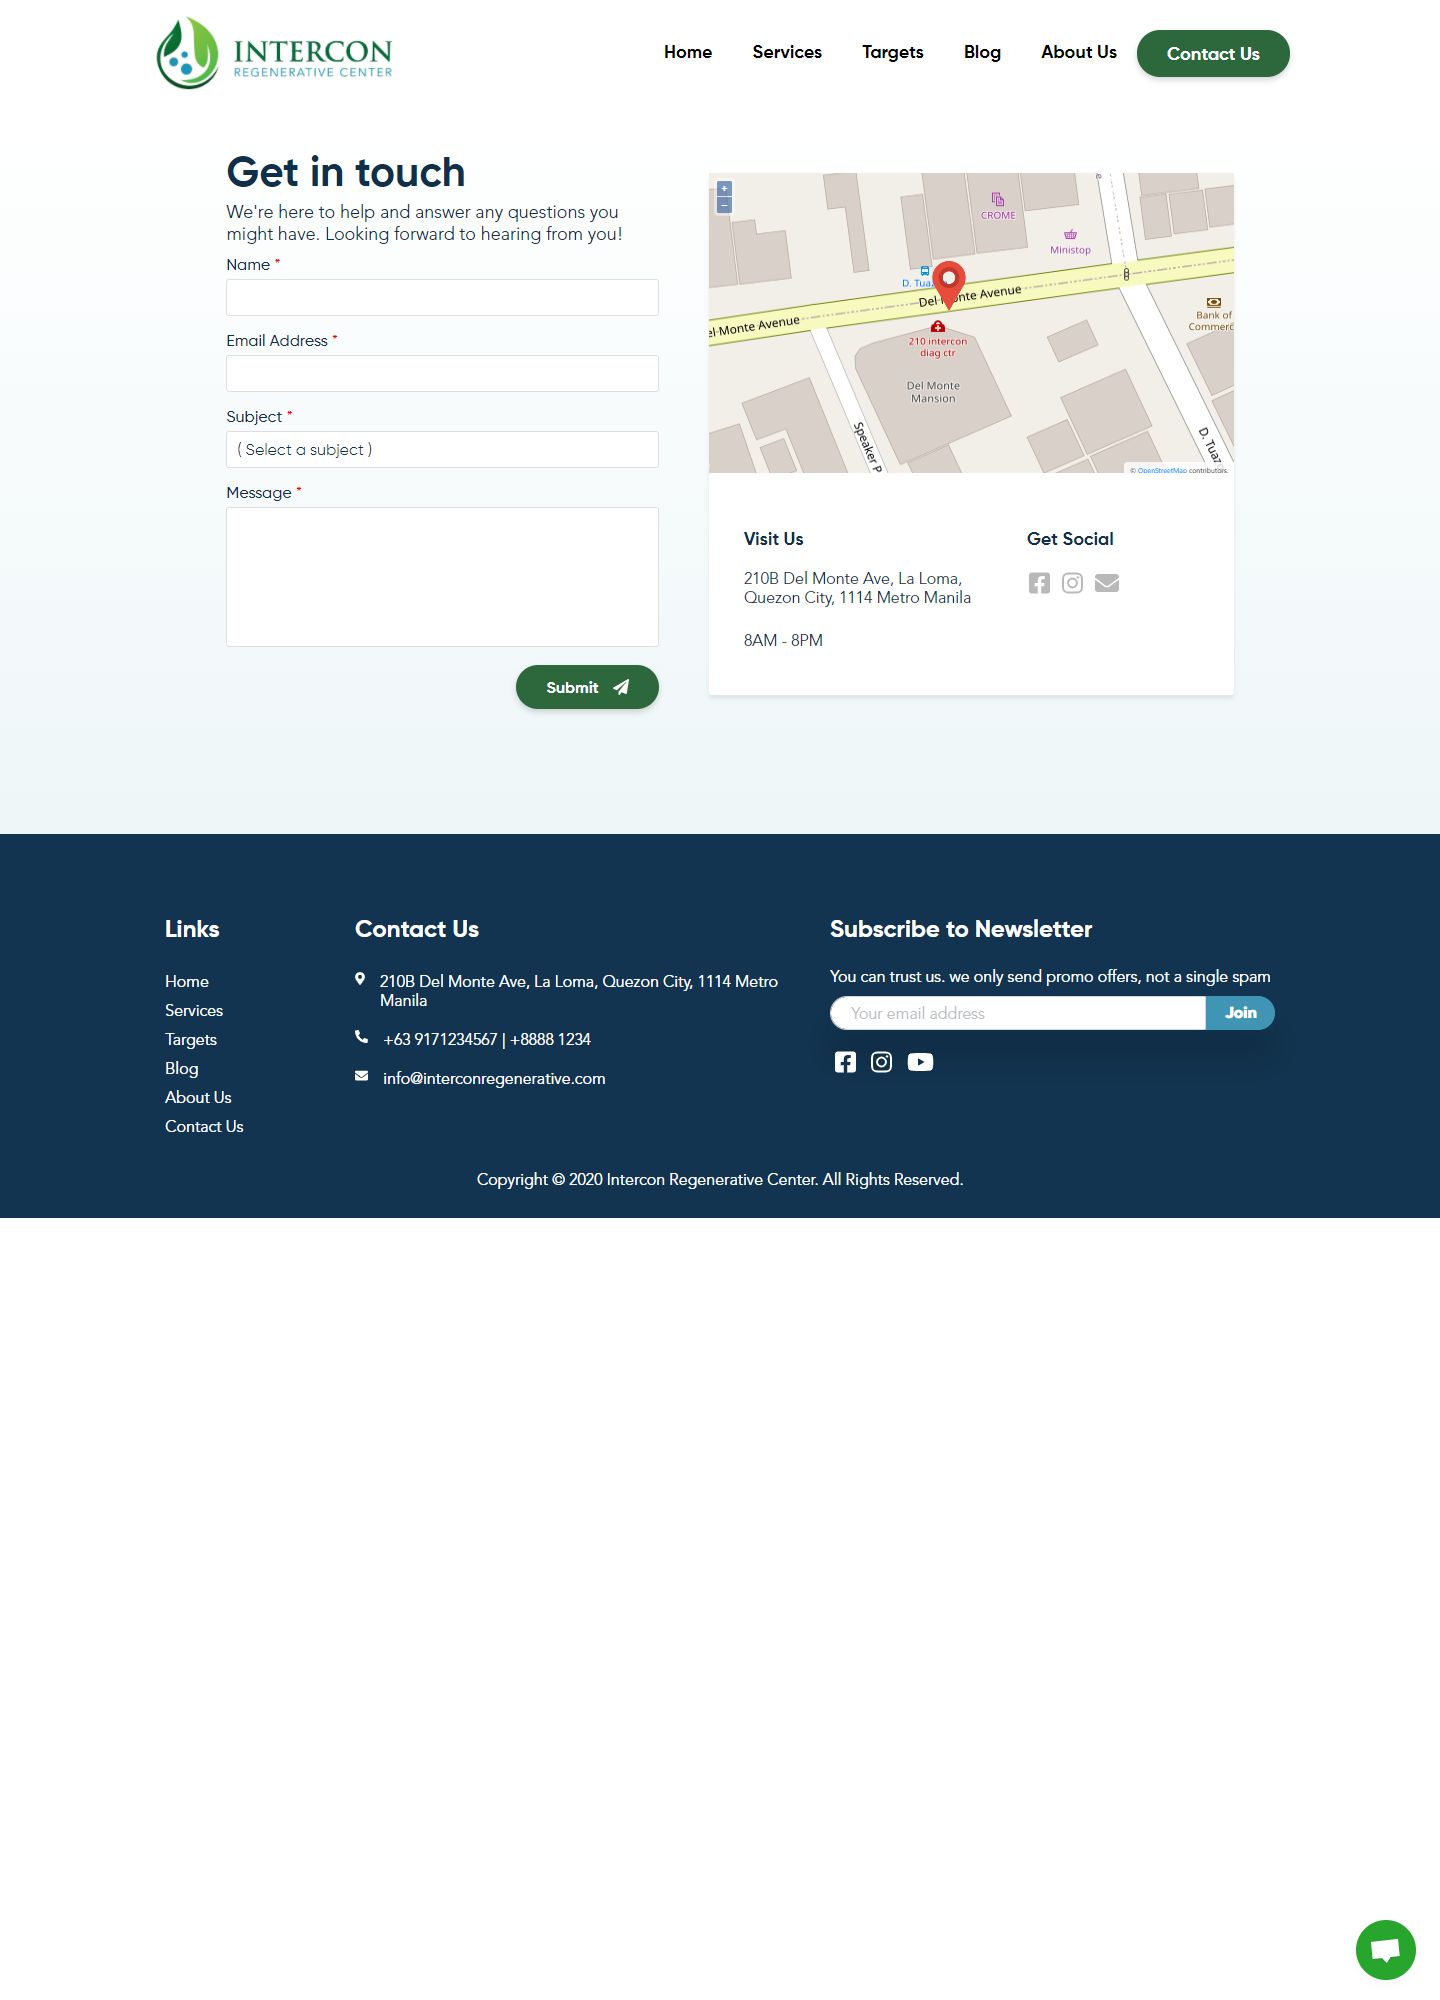 INTERCON
REGENERATIVE CENTER
Home
Services
Targets
Blog
About Us
Contact Us
Get in touch
We're here to help and answer any questions you
might have. Looking forward to hearing from you!
Name *
Email Address *
Subject *
( Select a subject )
Message *
Submit
+
–
CROME
Ministop
Del Monte Avenue
el Monte Avenue
Bank of
Commerc
210 intercon
diag ctr
Del Monte
Mansion
Speaker P
D. Tuaz
© OpenStreetMap contributors.
Visit Us
210B Del Monte Ave, La Loma,
Quezon City, 1114 Metro Manila
8AM - 8PM
Get Social
Links
Home
Services
Targets
Blog
About Us
Contact Us
Contact Us
210B Del Monte Ave, La Loma, Quezon City, 1114 Metro
Manila
+63 9171234567 | +8888 1234
info@interconregenerative.com
Subscribe to Newsletter
You can trust us. we only send promo offers, not a single spam
Your email address
Join
Copyright © 2020 Intercon Regenerative Center. All Rights Reserved.